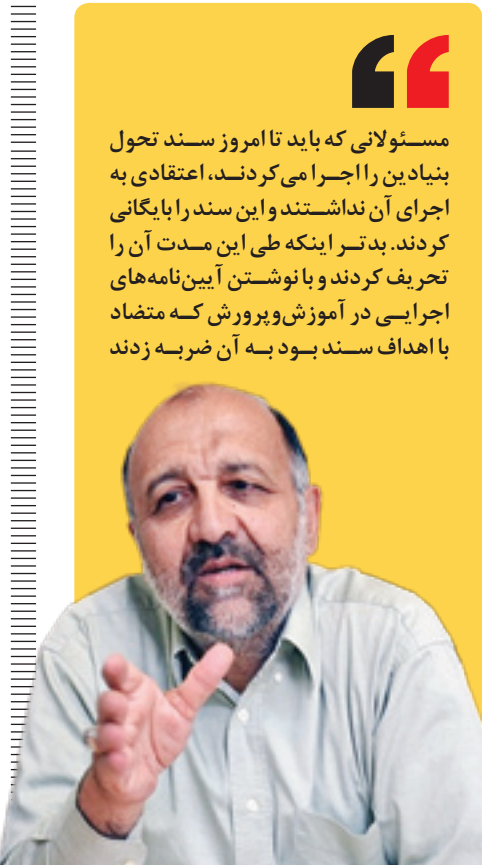 مسئولانی که باید تا امروز سند تحول
بنیادین را اجرا می‌کردند، اعتقادی به
اجرای آن نداشتند و این سند را بایگانی
کردند. بدتر اینکه طی این مدت آن را
تحریف کردند و با نوشتن آیین‌نامه‌های
اجرایی در آموزش‌وپرورش که متضاد
با اهداف سند بود به آن ضربه زدند